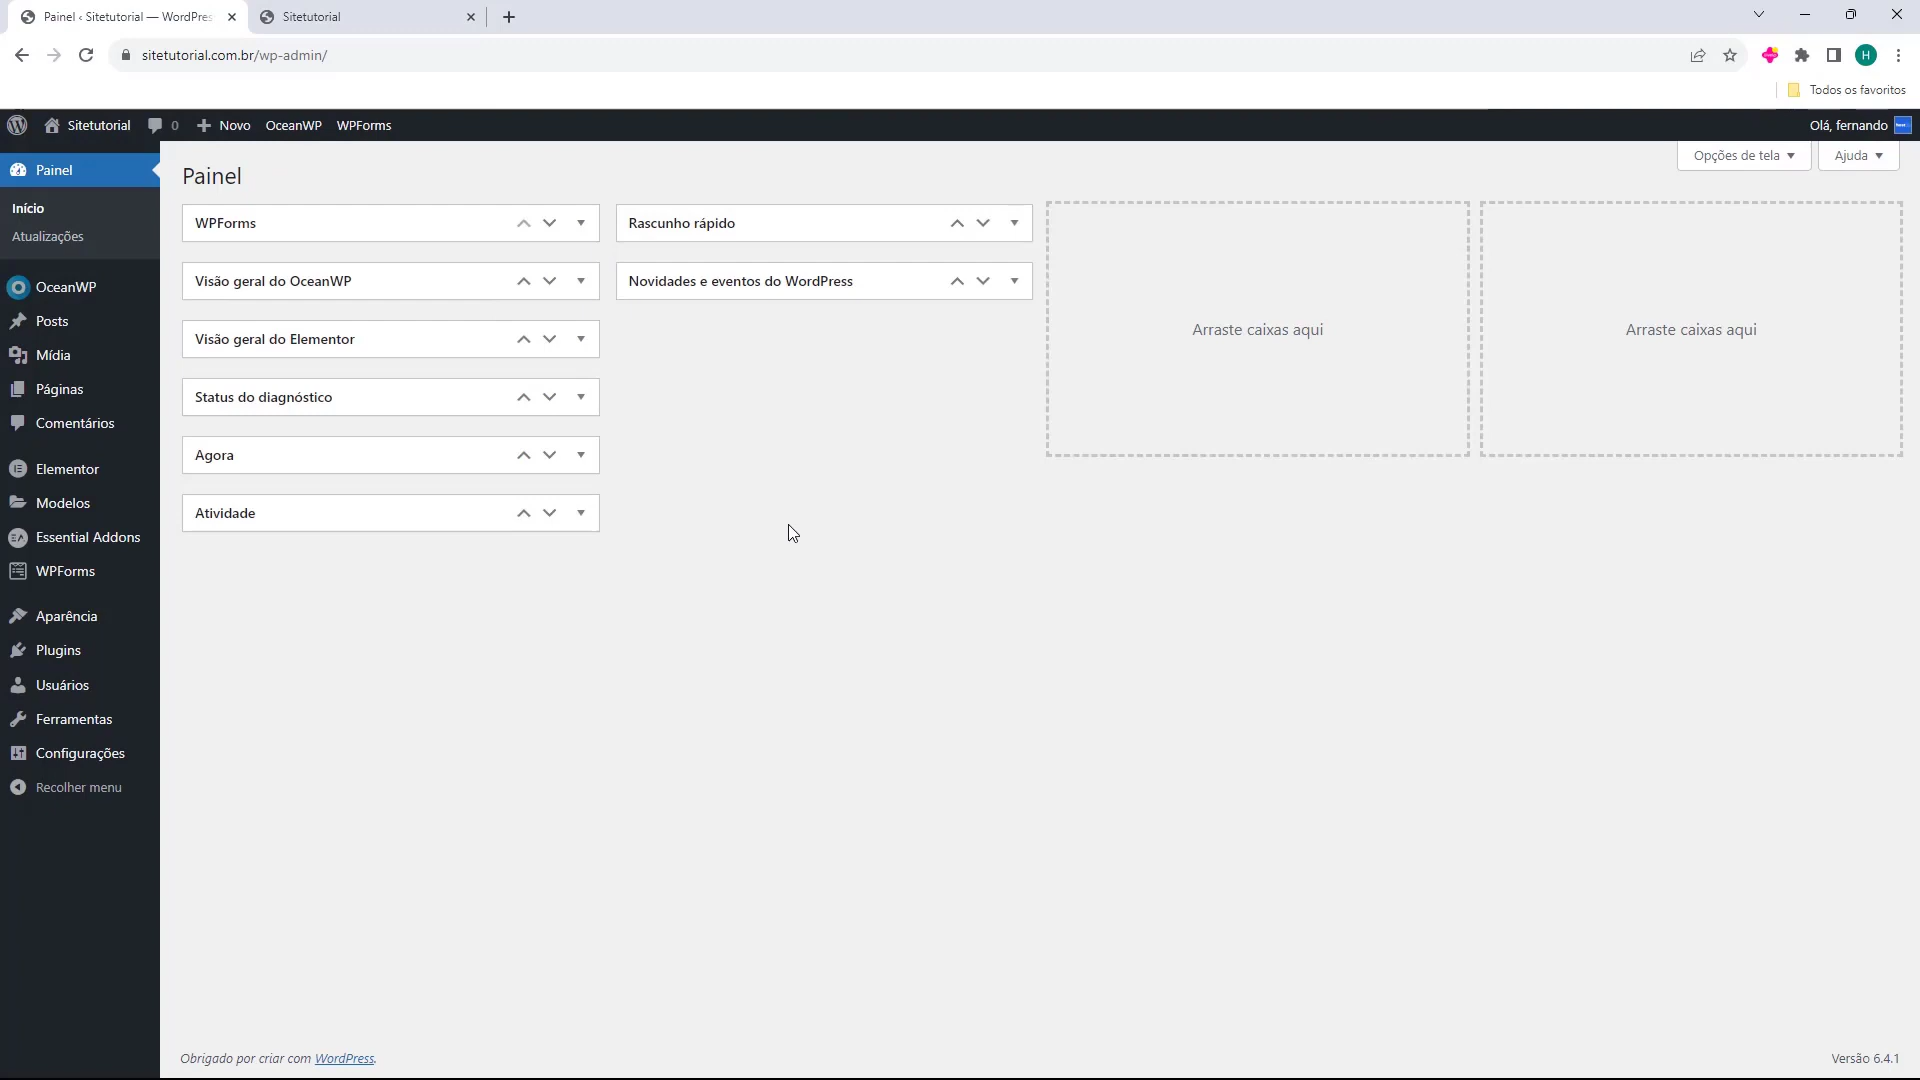 Painel ‹ Sitetutorial — WordPres
Sitetutorial
sitetutorial.com.br/wp-admin/
H
Todos os favoritos
Sitetutorial
0
Novo
OceanWP
WPForms
Olá, fernando
Painel
Início
Atualizações
OceanWP
Posts
Mídia
Páginas
Comentários
Elementor
Modelos
Essential Addons
WPForms
Aparência
Plugins
Usuários
Ferramentas
Configurações
Recolher menu
Opções de tela
Ajuda
Painel
WPForms
Visão geral do OceanWP
Visão geral do Elementor
Status do diagnóstico
Agora
Atividade
Rascunho rápido
Novidades e eventos do WordPress
Arraste caixas aqui
Arraste caixas aqui
Obrigado por criar com WordPress.
Versão 6.4.1